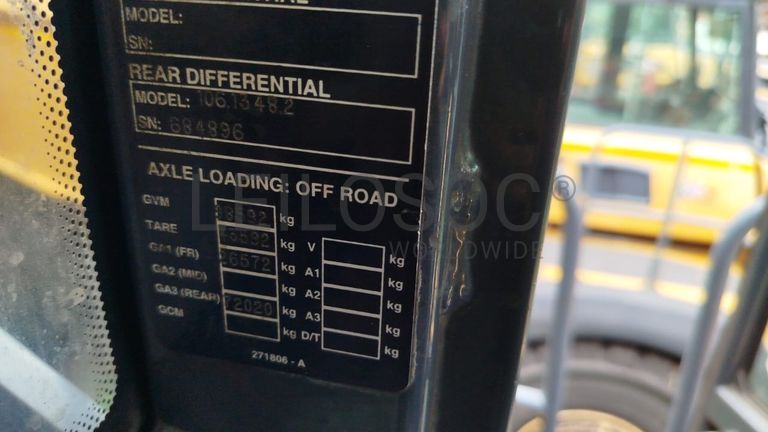 MODEL:
SN:
REAR DIFFERENTIAL
MODEL: 106.1348.2
SN: 684896
AXLE LOADING: OFF ROAD
GVM 98592 kg
TARE kg V kg
GA1 (FR) 26572 kg A1 kg
GA2 (MID) kg A2 kg
GA3 (REAR) 72020 kg A3 kg
GCM kg D/T kg
271806 - A
LEILOSOC®
WORLDWIDE